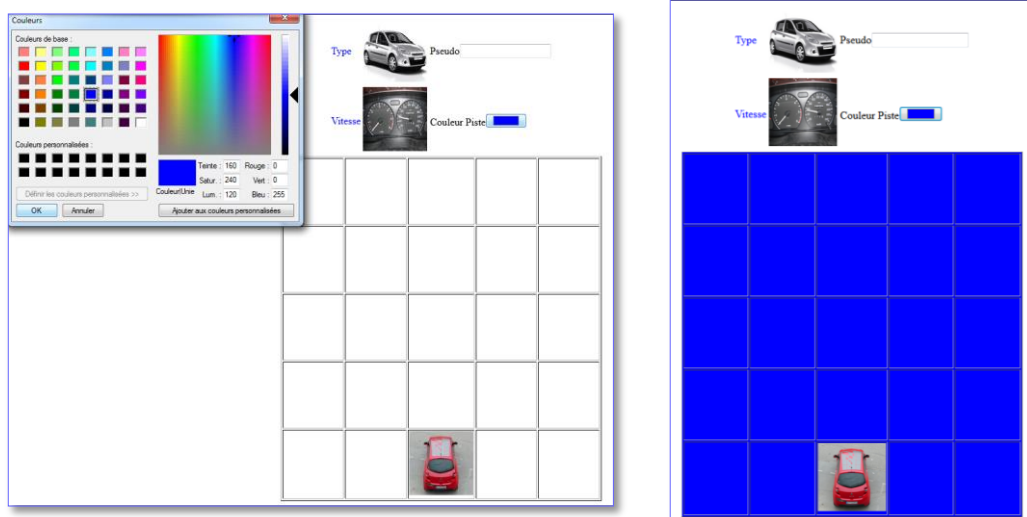 Couleurs
Couleurs de base :
Couleurs personnalisées :
Définir les couleurs personnalisées >>
OK Annuler
Couleur|Unie
Teinte : 160 Rouge : 0
Satur. : 240 Vert : 0
Lum. : 120 Bleu : 255
Ajouter aux couleurs personnalisées
Type Pseudo
Vitesse Couleur Piste
Type Pseudo
Vitesse Couleur Piste